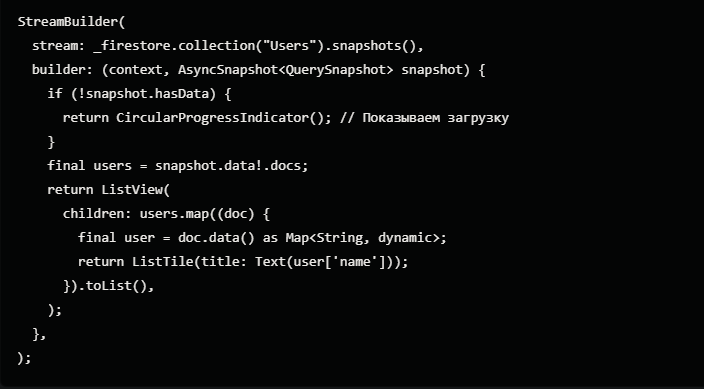 StreamBuilder(
  stream: _firestore.collection("Users").snapshots(),
  builder: (context, AsyncSnapshot<QuerySnapshot> snapshot) {
    if (!snapshot.hasData) {
      return CircularProgressIndicator(); // Показываем загрузку
    }
    final users = snapshot.data!.docs;
    return ListView(
      children: users.map((doc) {
        final user = doc.data() as Map<String, dynamic>;
        return ListTile(title: Text(user['name']));
      }).toList(),
    );
  },
);